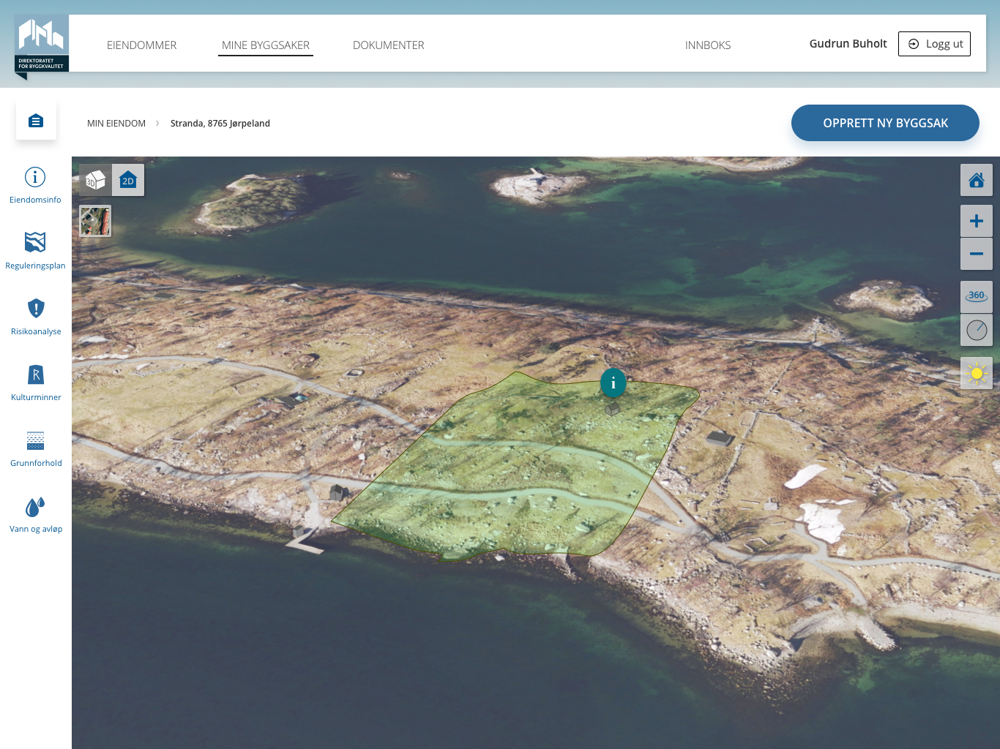 DIREKTORATET
FOR BYGGKVALITET
EIENDOMMER
MINE BYGGSAKER
DOKUMENTER
INNBOKS
Gudrun Buholt
Logg ut
MIN EIENDOM › Stranda, 8765 Jørpeland
OPPRETT NY BYGGSAK
Eiendomsinfo
Reguleringsplan
Risikoanalyse
Kulturminner
Grunnforhold
Vann og avløp
3D
2D
i
360